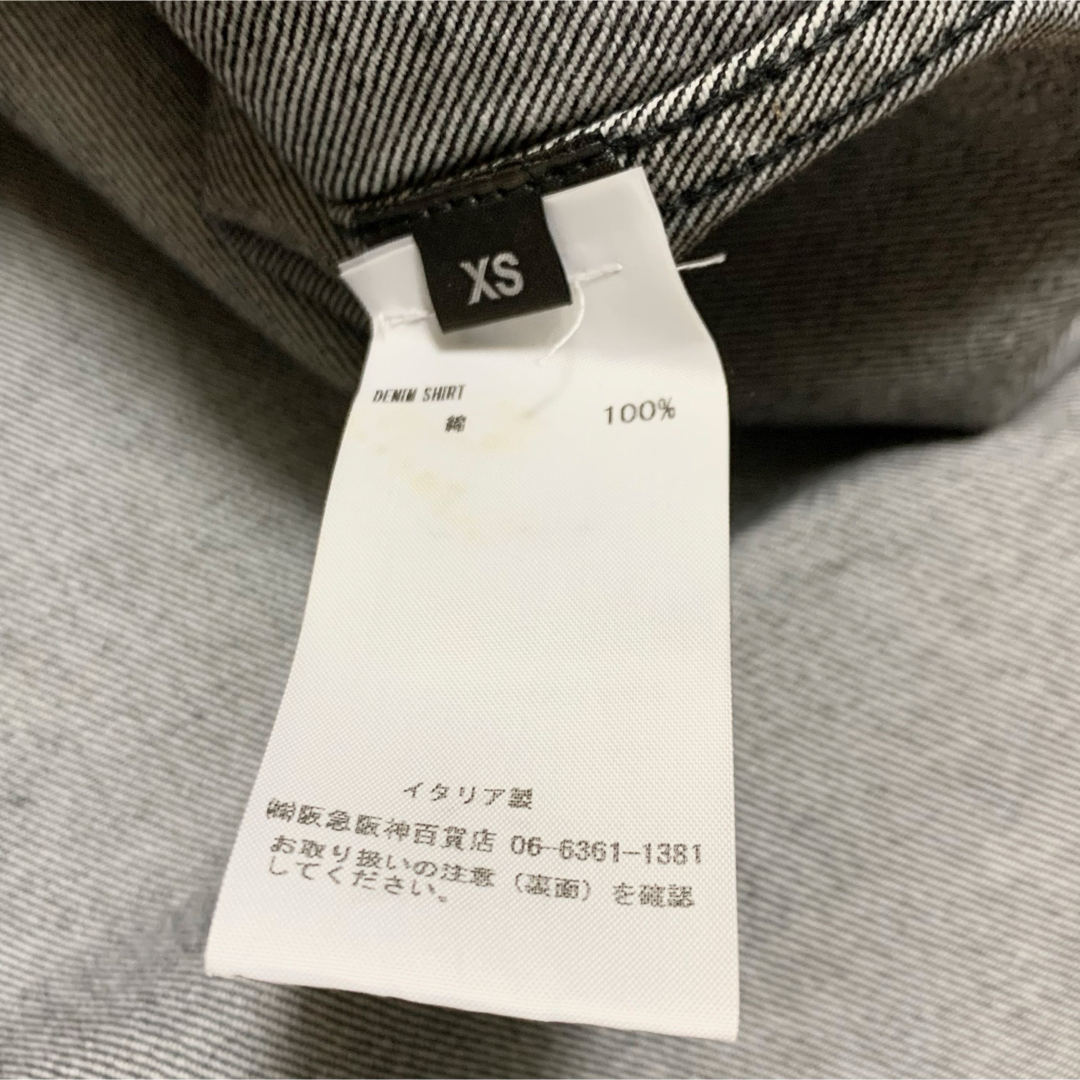 XS
DENIM SHIRT
綿 100%
イタリア製
㈱阪急阪神百貨店 06-6361-1381
お取り扱いの注意（裏面）を確認
してください。